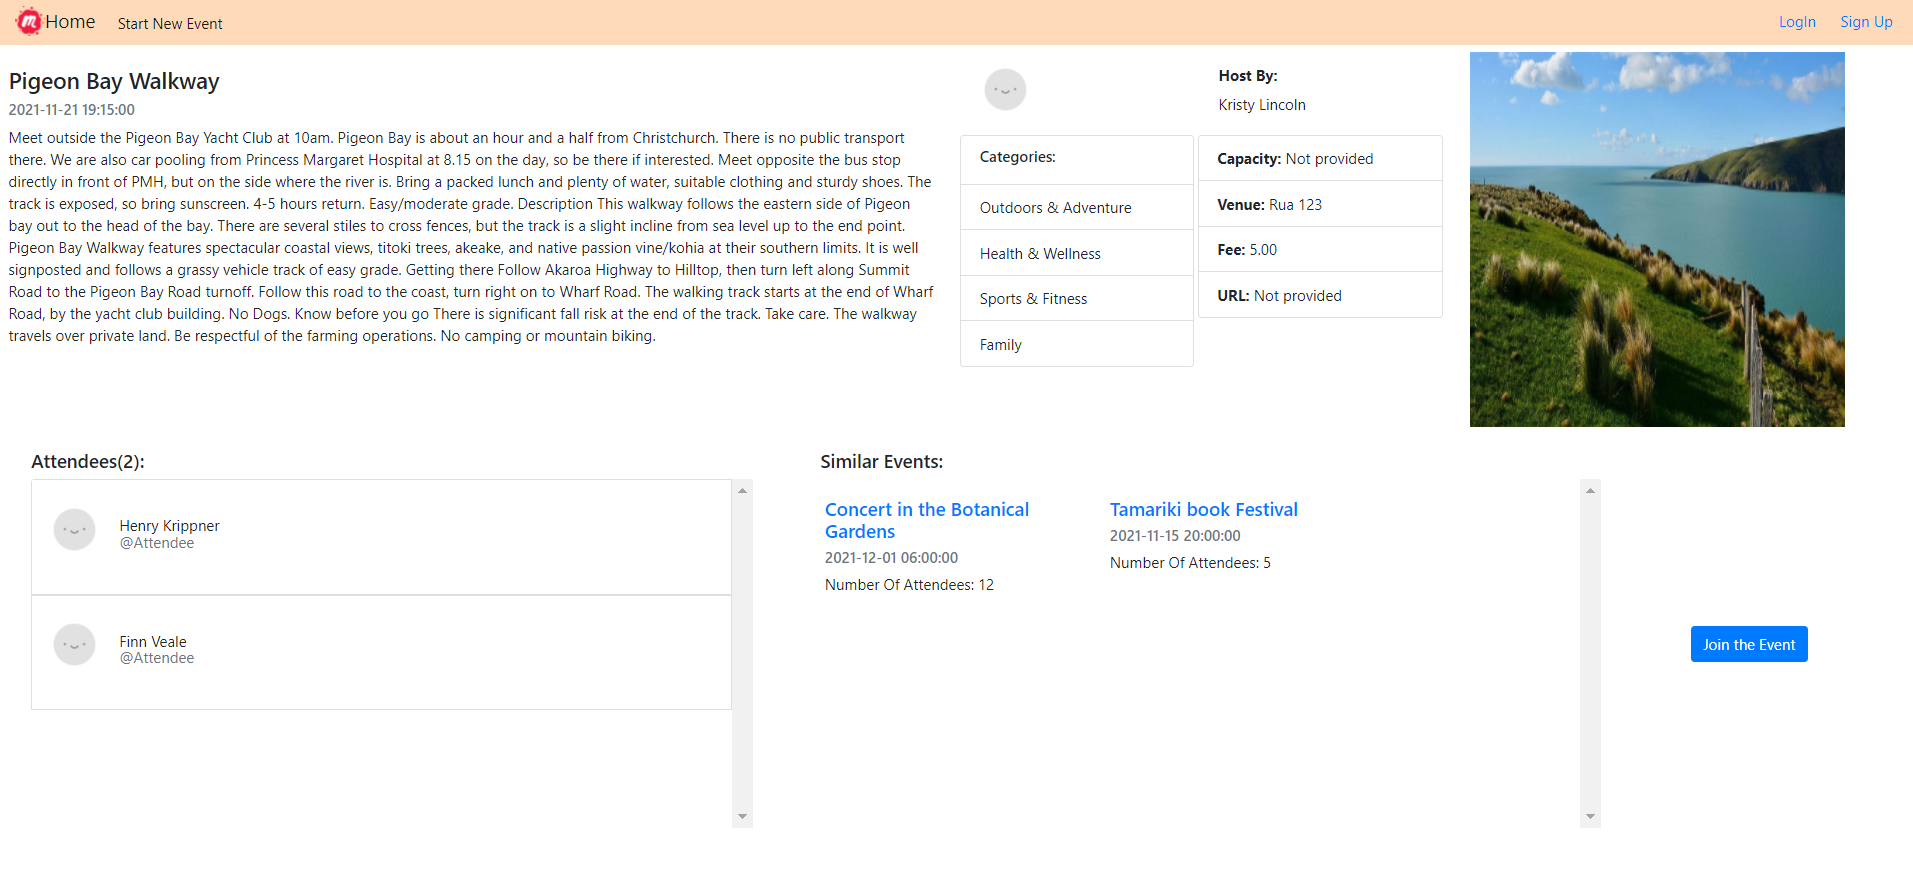 Home
Start New Event
LogIn
Sign Up
Pigeon Bay Walkway
2021-11-21 19:15:00
Meet outside the Pigeon Bay Yacht Club at 10am. Pigeon Bay is about an hour and a half from Christchurch. There is no public transport
there. We are also car pooling from Princess Margaret Hospital at 8.15 on the day, so be there if interested. Meet opposite the bus stop
directly in front of PMH, but on the side where the river is. Bring a packed lunch and plenty of water, suitable clothing and sturdy shoes. The
track is exposed, so bring sunscreen. 4-5 hours return. Easy/moderate grade. Description This walkway follows the eastern side of Pigeon
bay out to the head of the bay. There are several stiles to cross fences, but the track is a slight incline from sea level up to the end point.
Pigeon Bay Walkway features spectacular coastal views, titoki trees, akeake, and native passion vine/kohia at their southern limits. It is well
signposted and follows a grassy vehicle track of easy grade. Getting there Follow Akaroa Highway to Hilltop, then turn left along Summit
Road to the Pigeon Bay Road turnoff. Follow this road to the coast, turn right on to Wharf Road. The walking track starts at the end of Wharf
Road, by the yacht club building. No Dogs. Know before you go There is significant fall risk at the end of the track. Take care. The walkway
travels over private land. Be respectful of the farming operations. No camping or mountain biking.
Host By:
Kristy Lincoln
Categories:
Outdoors & Adventure
Health & Wellness
Sports & Fitness
Family
Capacity: Not provided
Venue: Rua 123
Fee: 5.00
URL: Not provided
Attendees(2):
Henry Krippner
@Attendee
Finn Veale
@Attendee
Similar Events:
Concert in the Botanical
Gardens
2021-12-01 06:00:00
Number Of Attendees: 12
Tamariki book Festival
2021-11-15 20:00:00
Number Of Attendees: 5
Join the Event